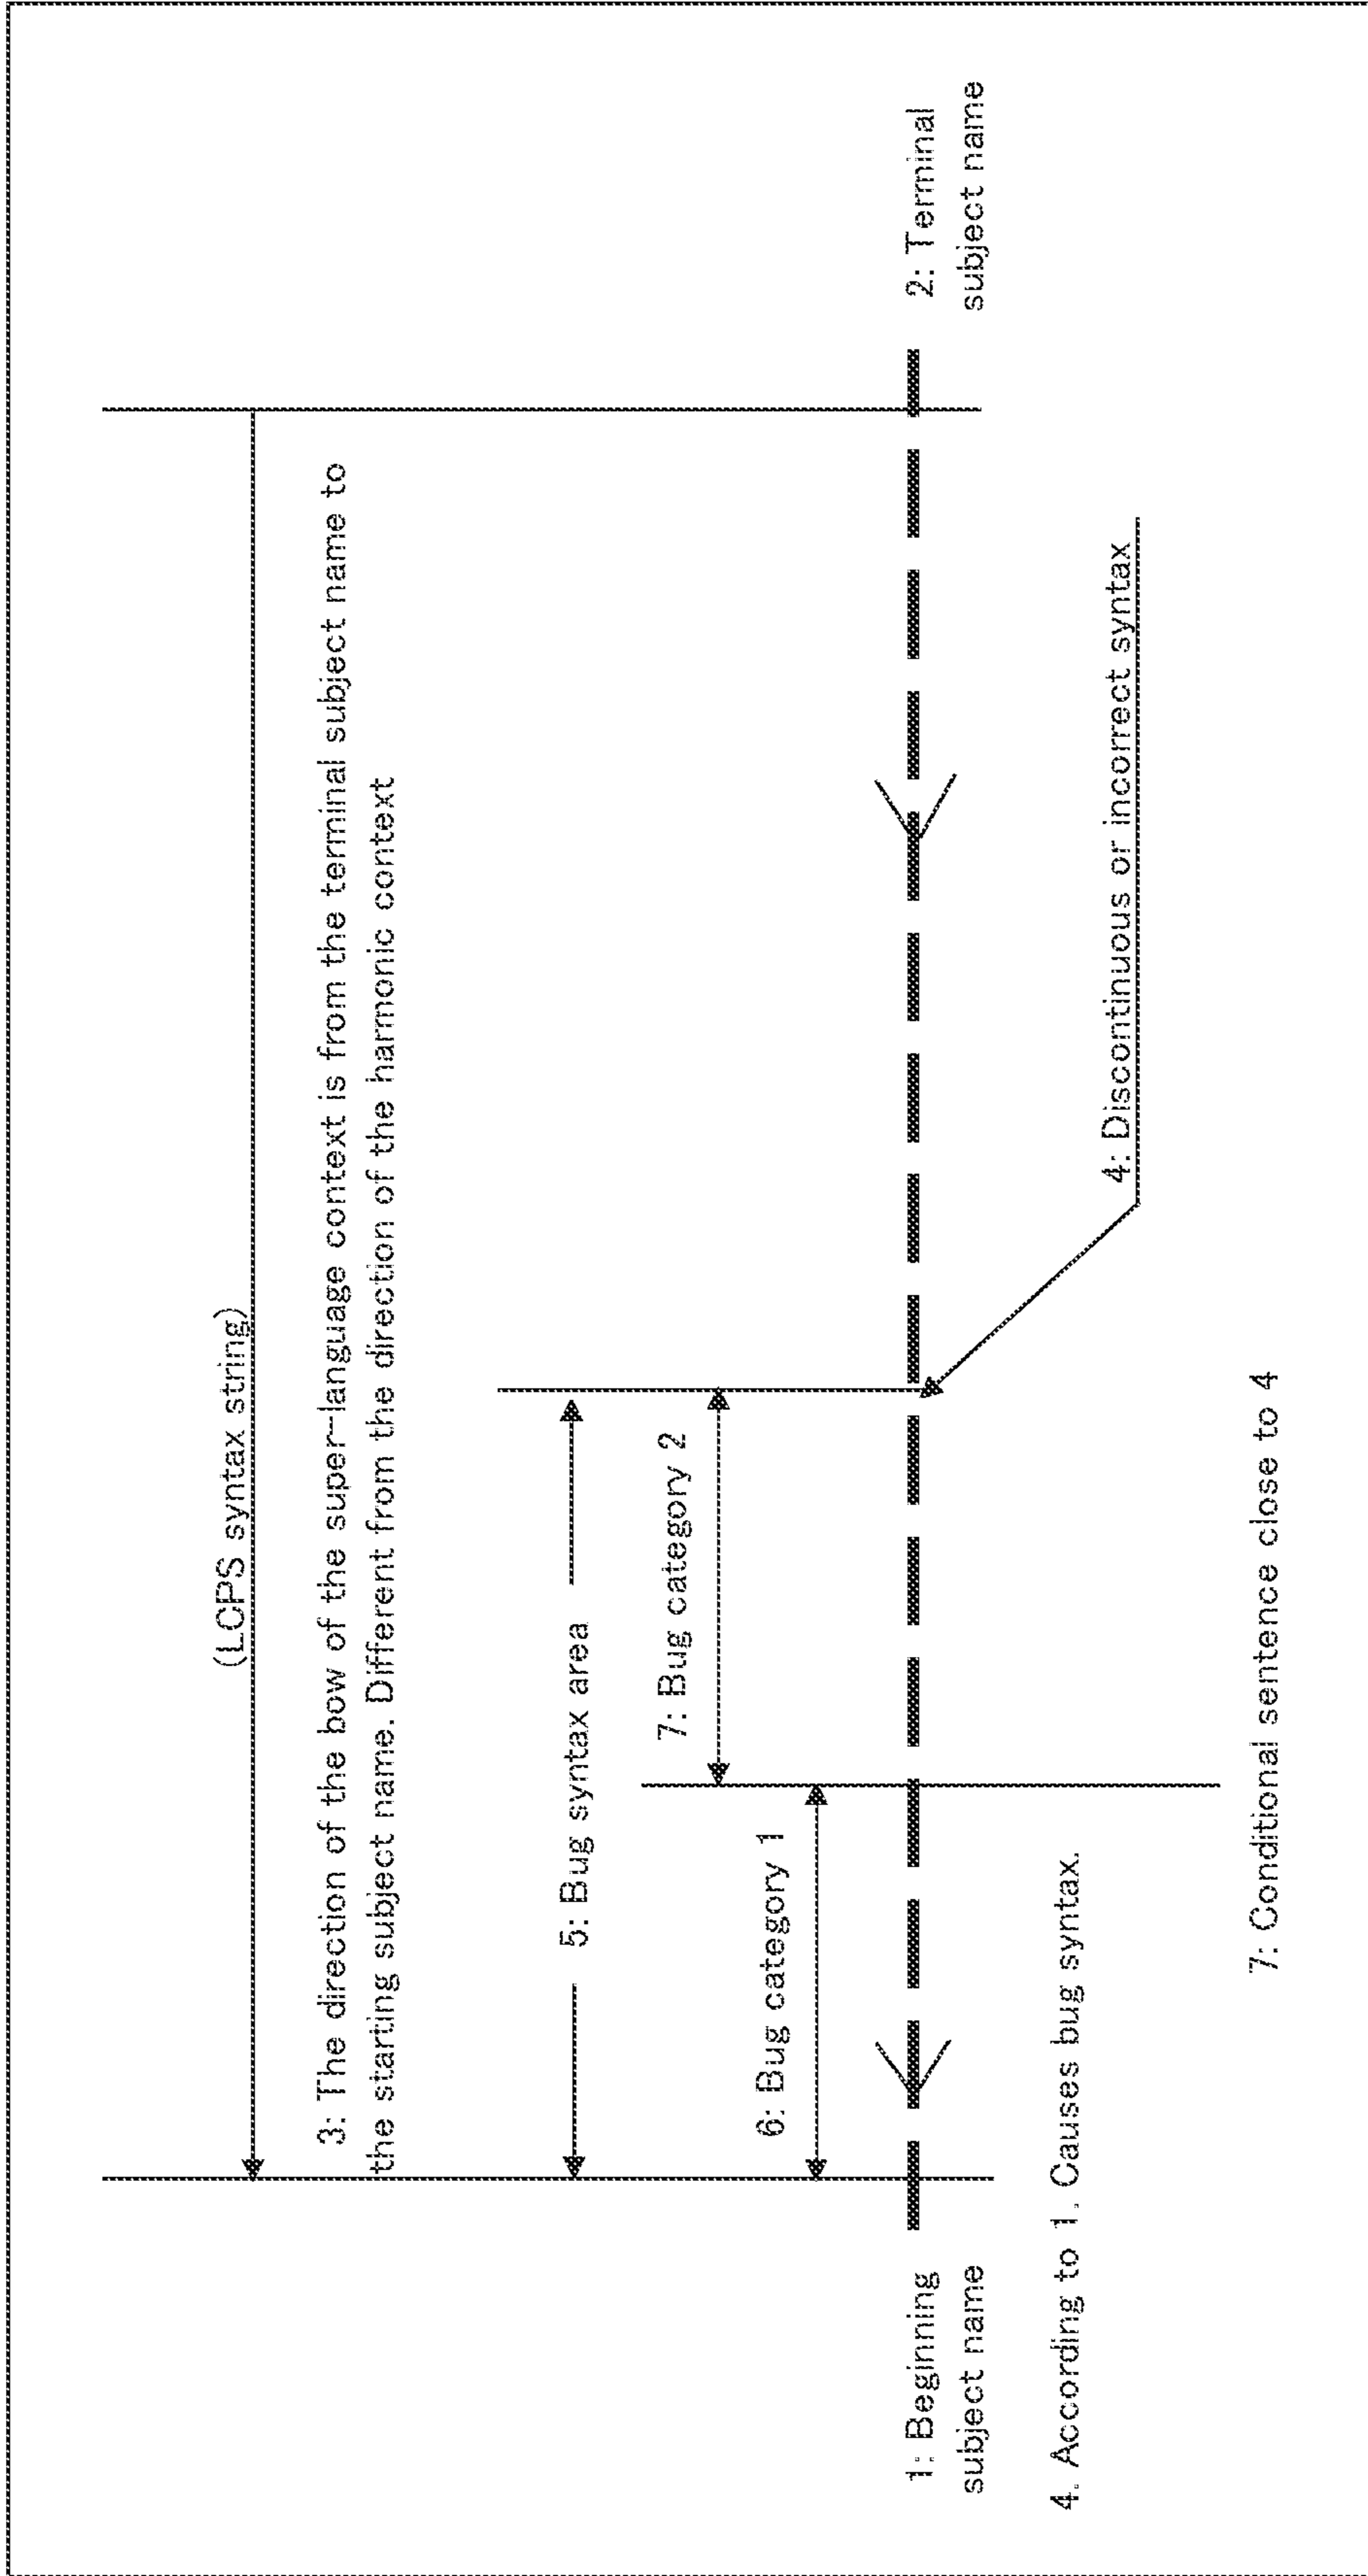 (LCPS syntax string)
3: The direction of the bow of the super-language context is from the terminal subject name to
the starting subject name. Different from the direction of the harmonic context
5: Bug syntax area
7: Bug category 2
6: Bug category 1
1: Beginning
subject name
2: Terminal
subject name
4. According to 1. Causes bug syntax.
4: Discontinuous or incorrect syntax
7: Conditional sentence close to 4